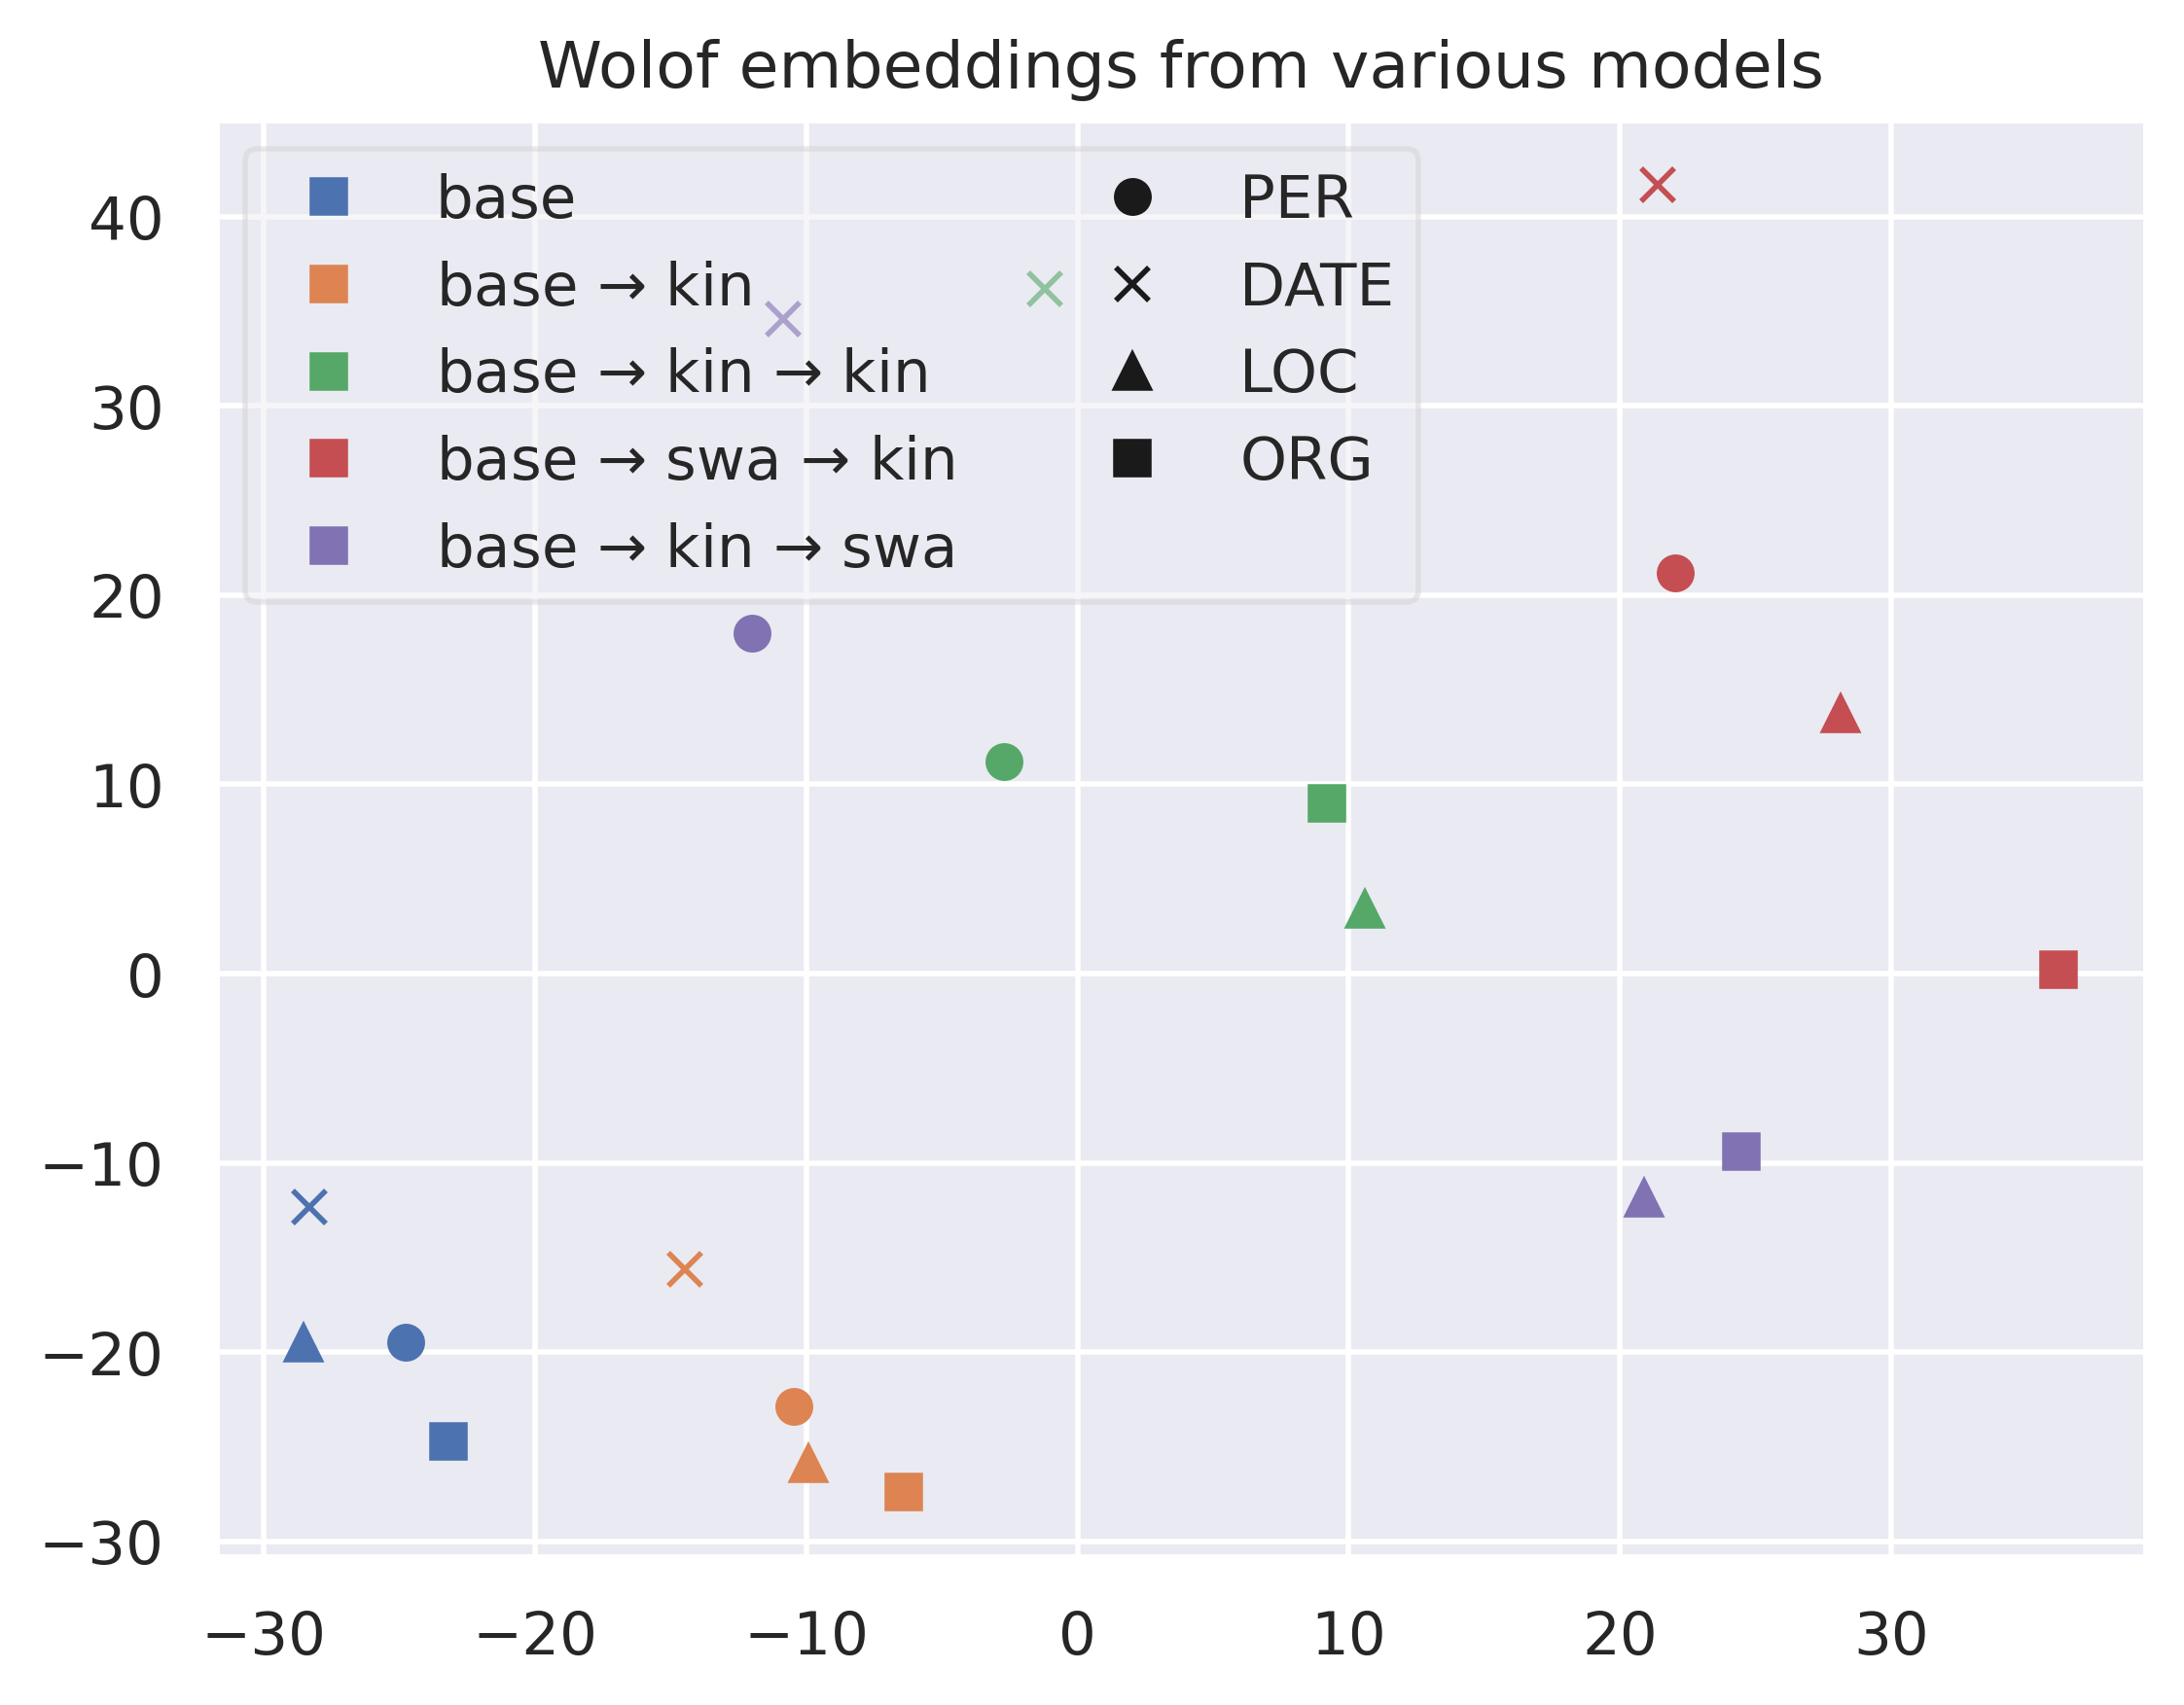 Wolof embeddings from various models
base
base → kin
base → kin → kin
base → swa → kin
base → kin → swa
PER
DATE
LOC
ORG
40
30
20
10
0
−10
−20
−30
−30 −20 −10 0 10 20 30